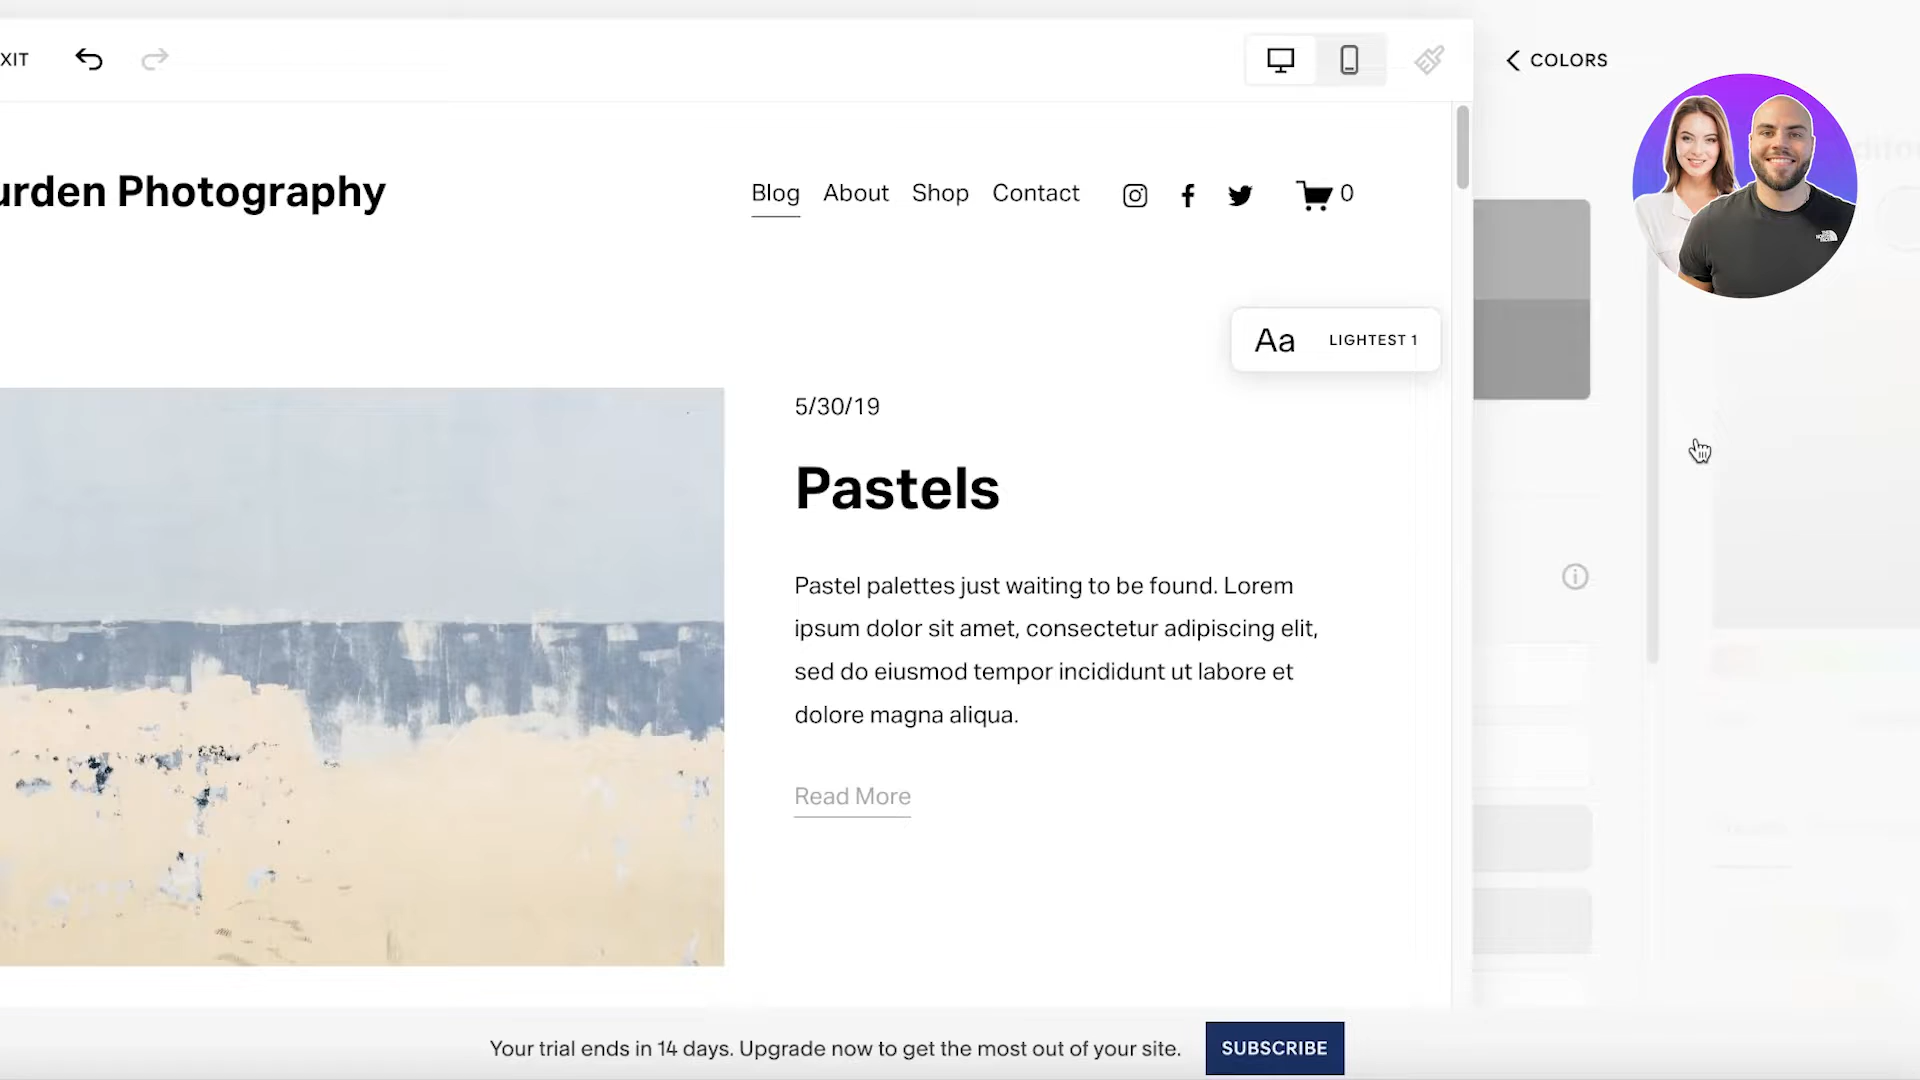 XIT
COLORS
urden Photography
Blog About Shop Contact 0
Aa LIGHTEST 1
5/30/19
Pastels
Pastel palettes just waiting to be found. Lorem
ipsum dolor sit amet, consectetur adipiscing elit,
sed do eiusmod tempor incididunt ut labore et
dolore magna aliqua.
Read More
Your trial ends in 14 days. Upgrade now to get the most out of your site. SUBSCRIBE